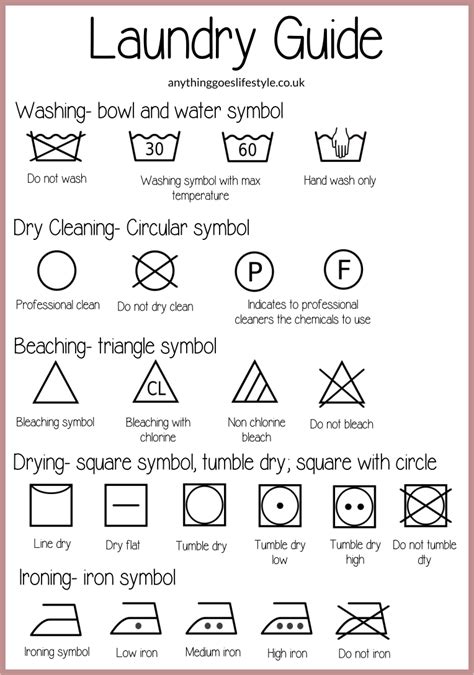 Laundry Guide
anythinggoeslifestyle.co.uk
Washing- bowl and water symbol
30
60
Do not wash
Washing symbol with max
temperature
Hand wash only
Dry Cleaning- Circular symbol
P
F
Professional clean
Do not dry clean
Indicates to professional
cleaners the chemicals to use
Beaching- triangle symbol
CL
Bleaching symbol
Bleaching with
chlorine
Non chlorine
bleach
Do not bleach
Drying- square symbol, tumble dry; square with circle
Line dry
Dry flat
Tumble dry
Tumble dry
low
Tumble dry
high
Do not tumble
dty
Ironing- iron symbol
Ironing symbol
Low iron
Medium iron
High iron
Do not iron